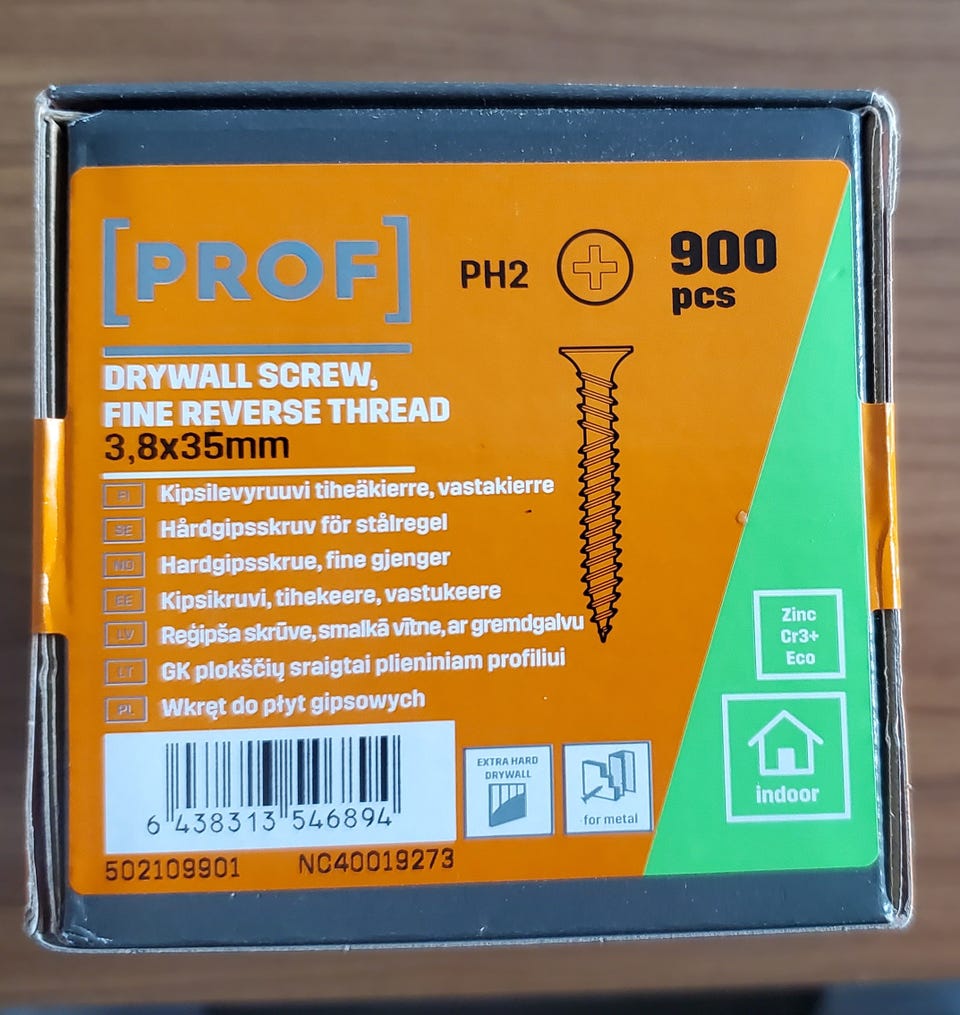 [PROF]
PH2
900
pcs
DRYWALL SCREW,
FINE REVERSE THREAD
3,8x35mm
FI Kipsilevyruuvi tiheäkierre, vastakierre
SE Hårdgipsskruv för stålregel
NO Hardgipsskrue, fine gjenger
EE Kipsikruvi, tihekeere, vastukeere
LV Reģipša skrūve, smalkā vītne, ar gremdgalvu
LT GK plokščių sraigtai plieniniam profiliui
PL Wkręt do płyt gipsowych
Zinc
Cr3+
Eco
indoor
EXTRA HARD
DRYWALL
for metal
6 438313 546894
502109901 NC40019273